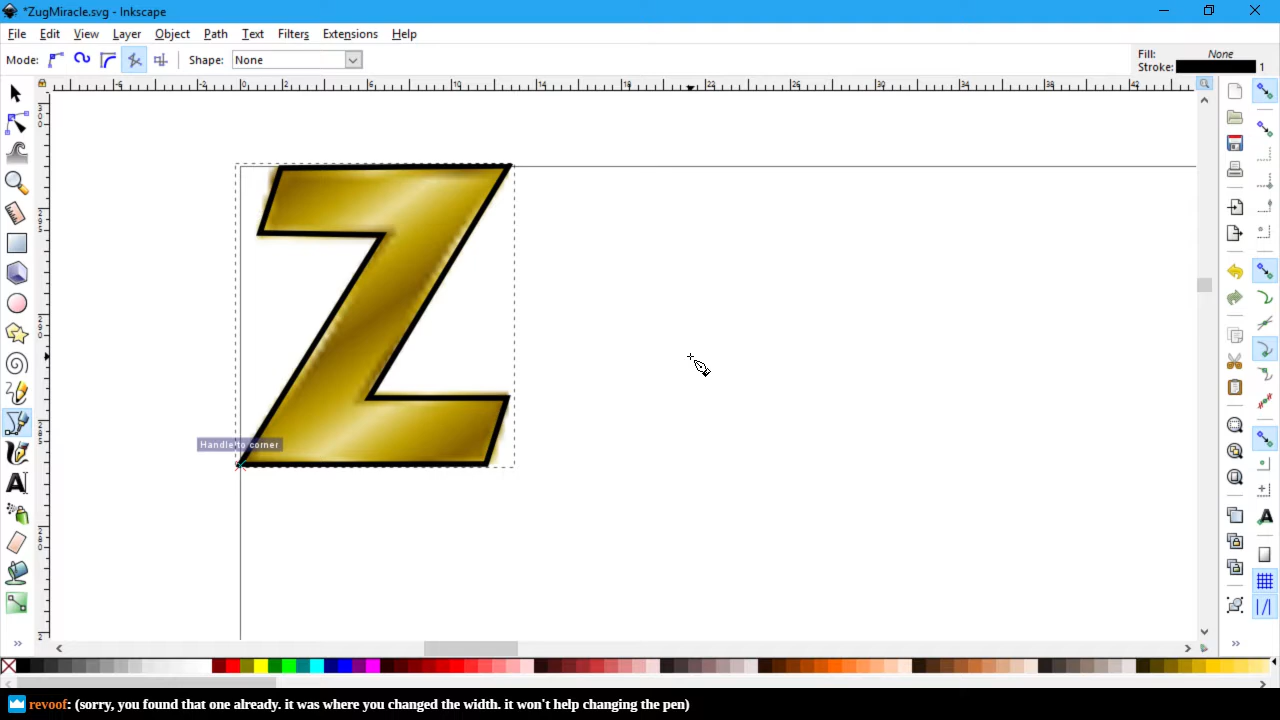 *ZugMiracle.svg - Inkscape
File Edit View Layer Object Path Text Filters Extensions Help
Mode: Shape: None
Fill: None
Stroke: 1
Z
Handle to corner
revoof: (sorry, you found that one already. it was where you changed the width. it won't help changing the pen)